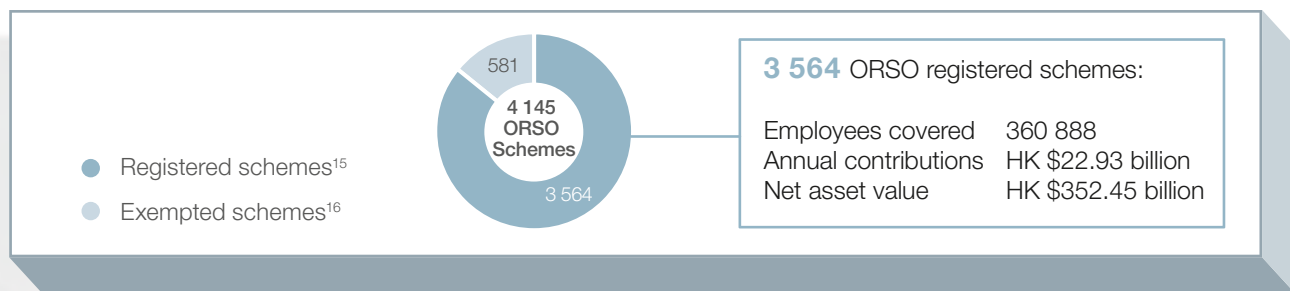 Registered schemes15
Exempted schemes16
581
4 145
ORSO
Schemes
3 564
3 564 ORSO registered schemes:
Employees covered 360 888
Annual contributions HK $22.93 billion
Net asset value HK $352.45 billion